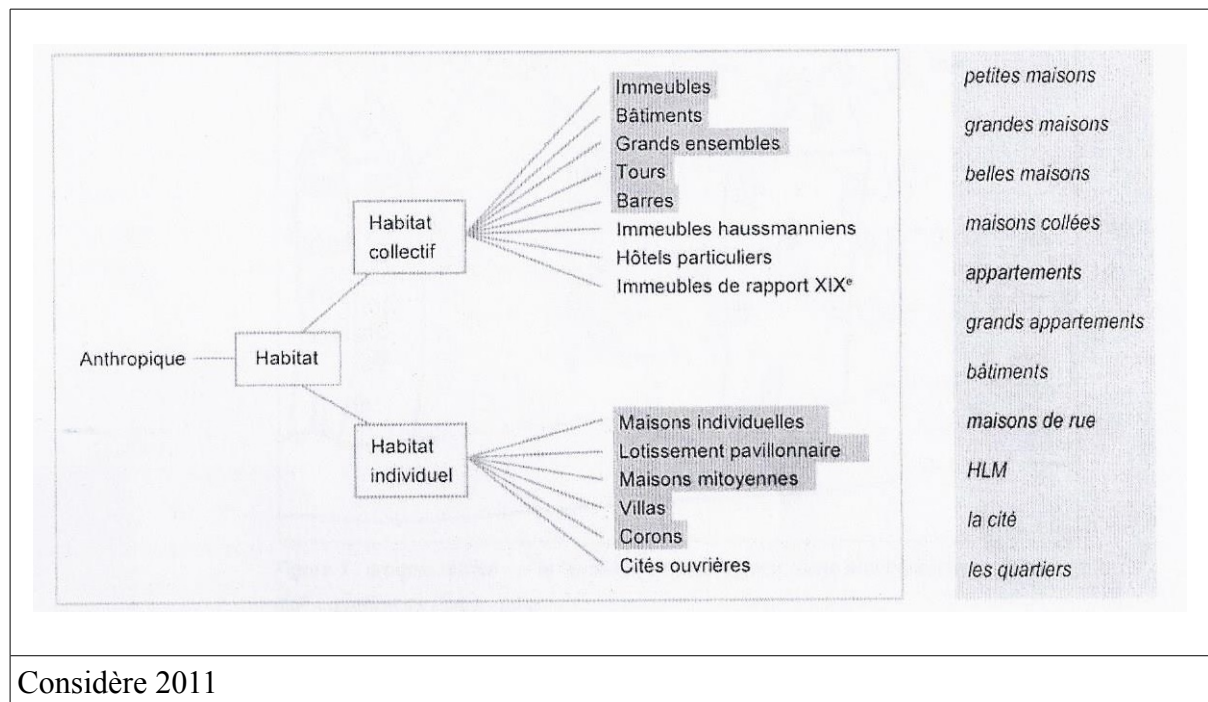 Anthropique
Habitat
Habitat
collectif
Immeubles
Bâtiments
Grands ensembles
Tours
Barres
Immeubles haussmanniens
Hôtels particuliers
Immeubles de rapport XIXᵉ
Habitat
individuel
Maisons individuelles
Lotissement pavillonnaire
Maisons mitoyennes
Villas
Corons
Cités ouvrières
petites maisons
grandes maisons
belles maisons
maisons collées
appartements
grands appartements
bâtiments
maisons de rue
HLM
la cité
les quartiers
Considère 2011